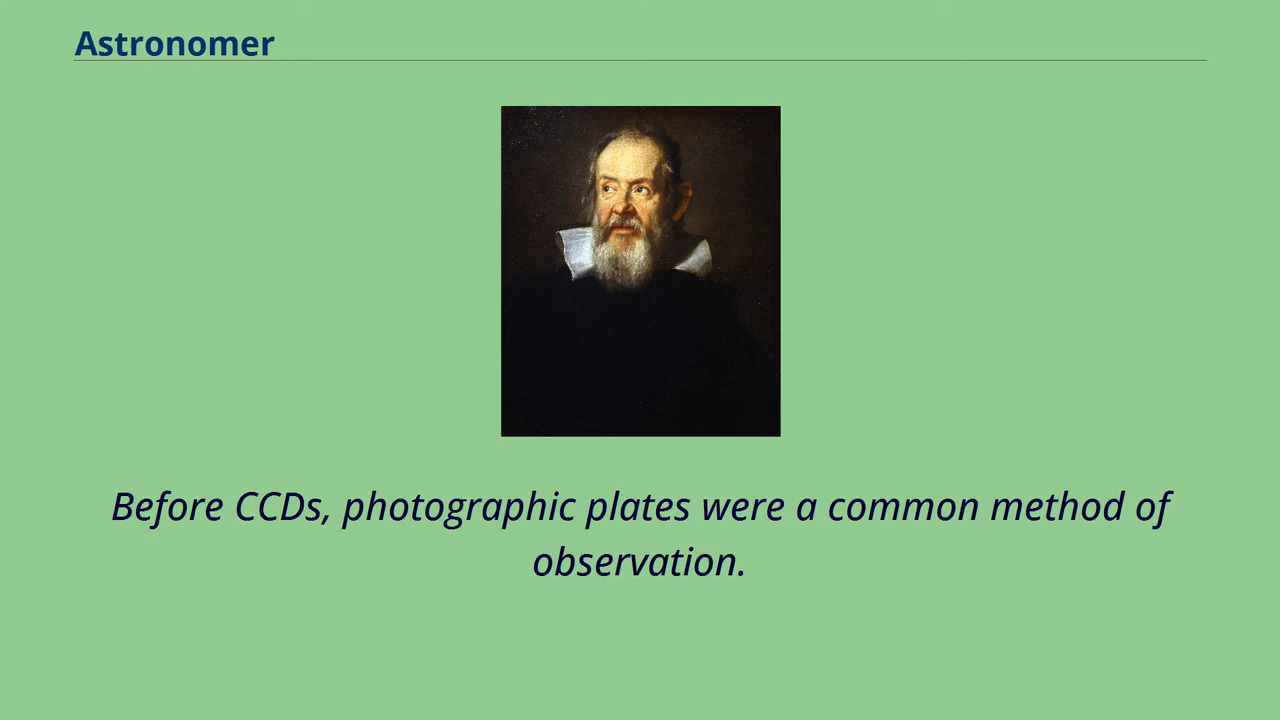 Astronomer
Before CCDs, photographic plates were a common method of
observation.